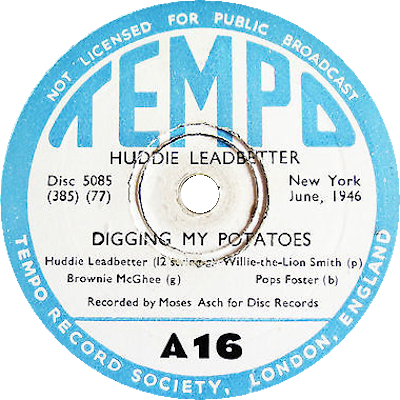 NOT LICENSED FOR PUBLIC BROADCAST
TEMPO
HUDDIE LEADBETTER
Disc 5085
(385) (77)
New York
June, 1946
DIGGING MY POTATOES
Huddie Leadbetter (12 string g) Willie-the-Lion Smith (p)
Brownie McGhee (g) Pops Foster (b)
Recorded by Moses Asch for Disc Records
A16
TEMPO RECORD SOCIETY, LONDON, ENGLAND